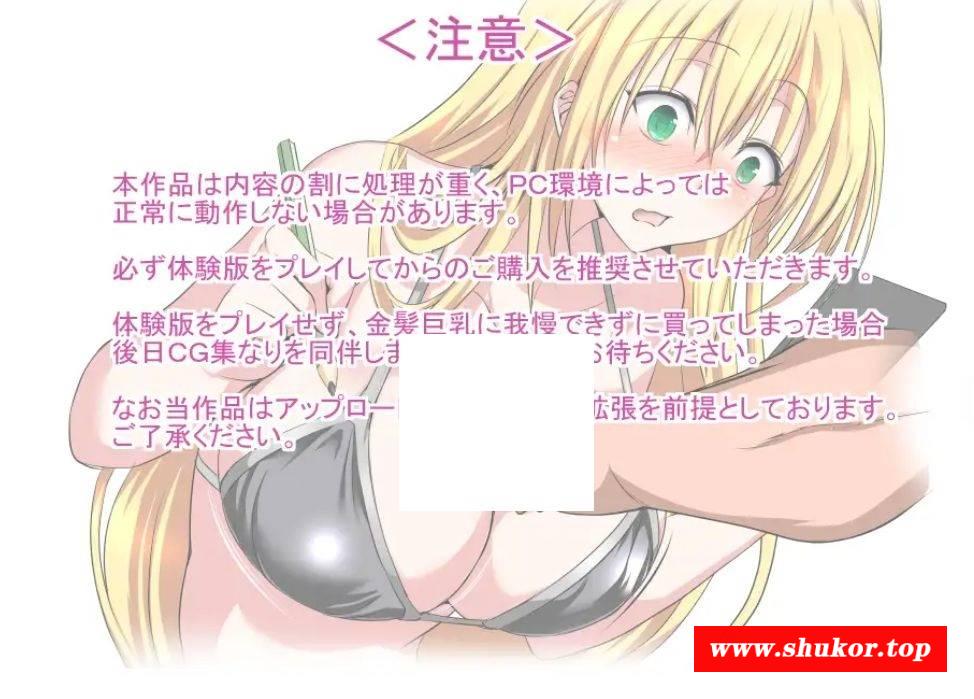 ＜注意＞
本作品は内容の割に処理が重く、PC環境によっては
正常に動作しない場合があります。
必ず体験版をプレイしてからのご購入を推奨させていただきます。
体験版をプレイせず、金髪巨乳に我慢できずに買ってしまった場合
後日CG集なりを同伴しま お待ちください。
なお当作品はアップロー 拡張を前提としております。
ご了承ください。
www.shukor.top